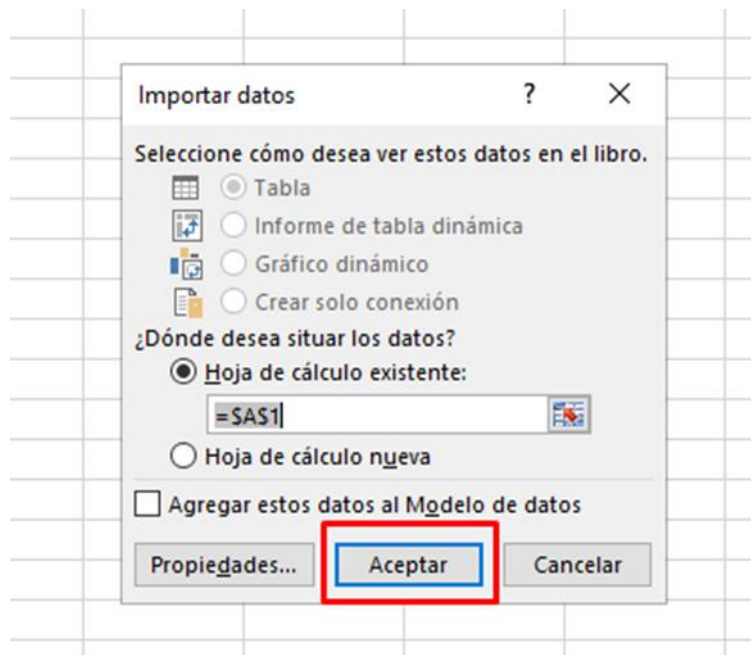 Importar datos ? ×
Seleccione cómo desea ver estos datos en el libro.
Tabla
Informe de tabla dinámica
Gráfico dinámico
Crear solo conexión
¿Dónde desea situar los datos?
Hoja de cálculo existente:
=$A$1
Hoja de cálculo nueva
Agregar estos datos al Modelo de datos
Propiedades... Aceptar Cancelar